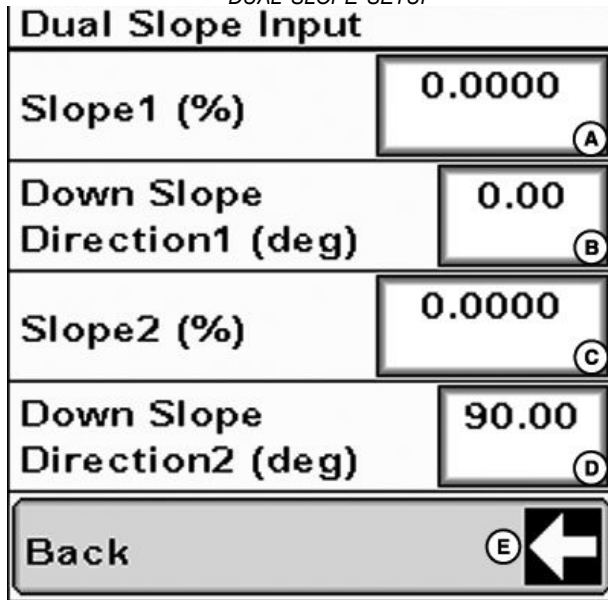 DUAL SLOPE SETUP
Dual Slope Input
Slope1 (%)
0.0000
A
Down Slope
Direction1 (deg)
0.00
B
Slope2 (%)
0.0000
C
Down Slope
Direction2 (deg)
90.00
D
Back
E